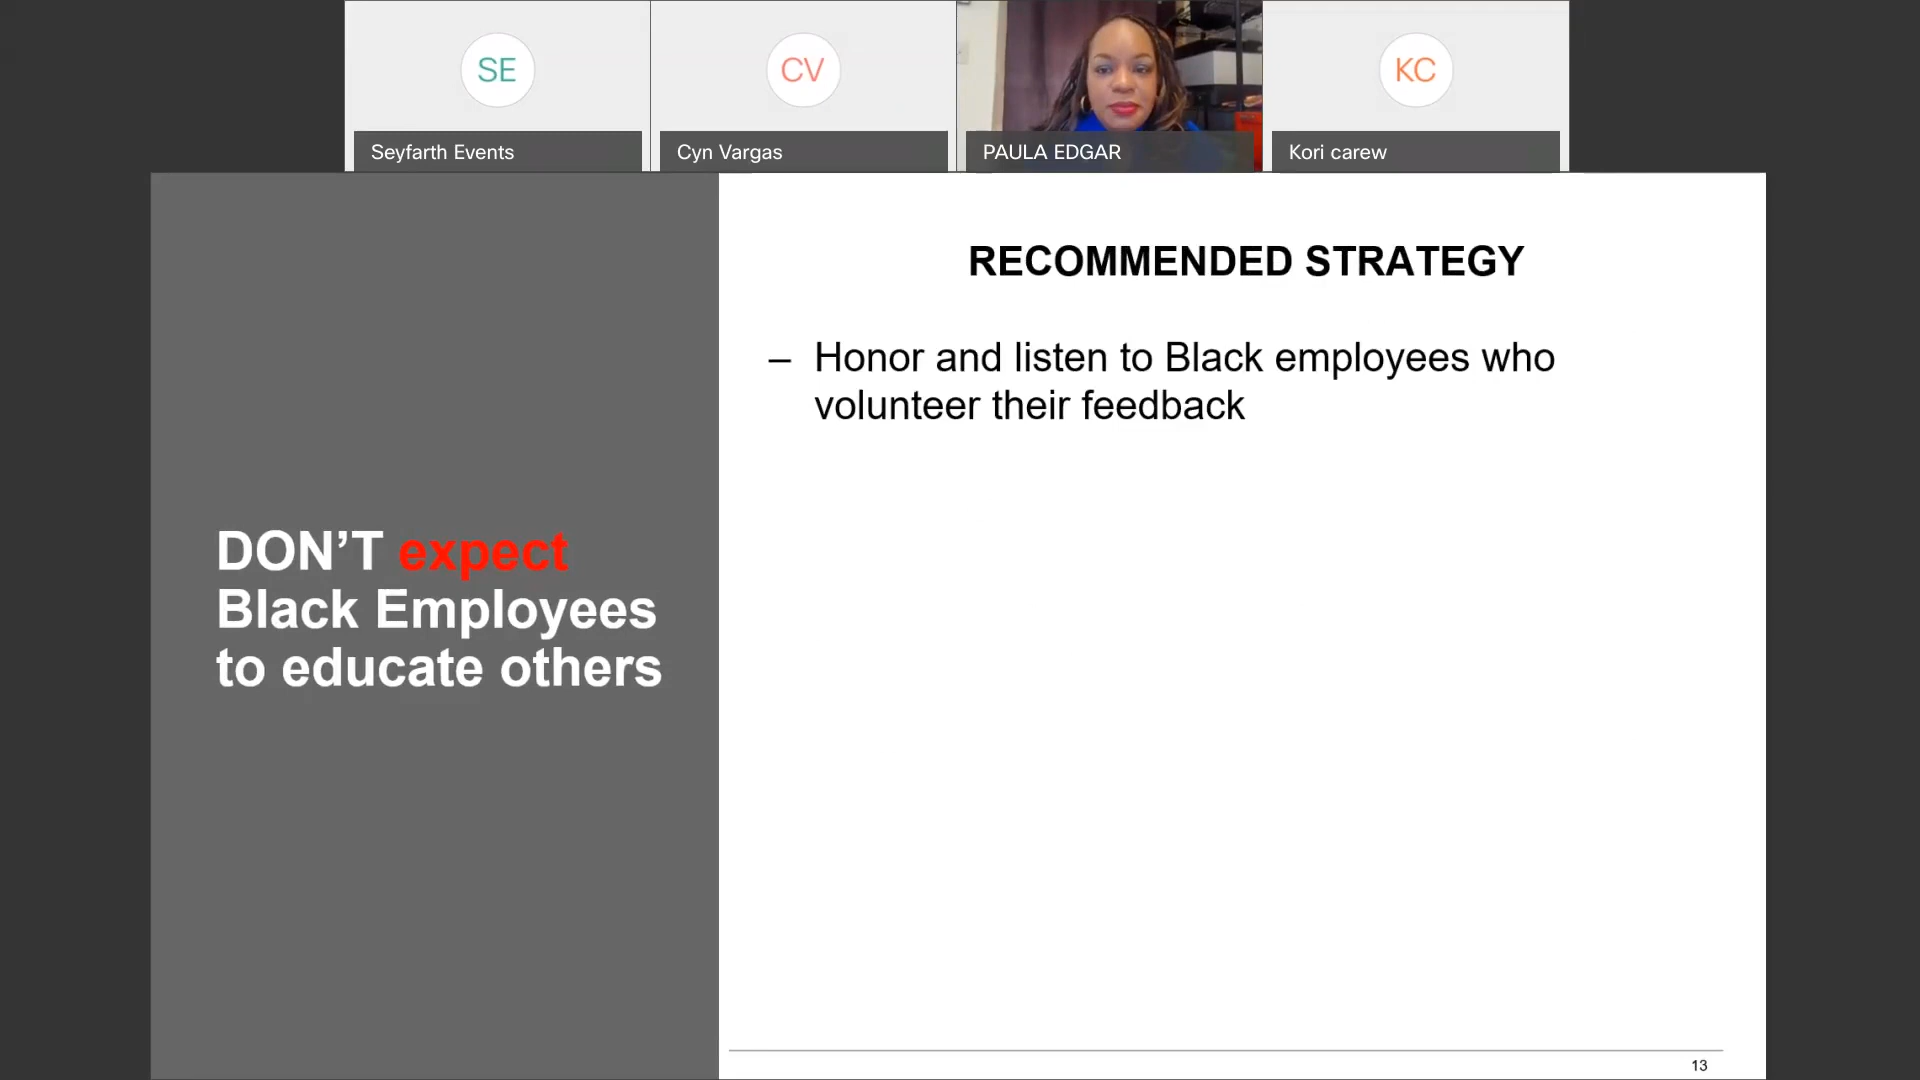 SE
CV
KC
Seyfarth Events
Cyn Vargas
PAULA EDGAR
Kori carew
DON’T expect
Black Employees
to educate others
RECOMMENDED STRATEGY
– Honor and listen to Black employees who
volunteer their feedback
13